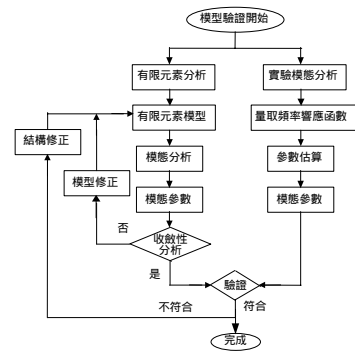 模型驗證開始
有限元素分析
實驗模態分析
有限元素模型
量取頻率響應函數
結構修正
模態分析
參數估算
模型修正
模態參數
模態參數
否
收斂性
分析
是
驗證
不符合
符合
完成